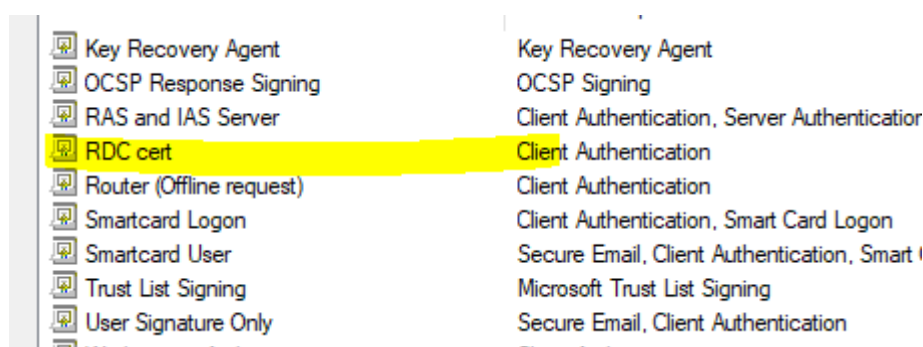 Key Recovery Agent Key Recovery Agent
OCSP Response Signing OCSP Signing
RAS and IAS Server Client Authentication, Server Authentication
RDC cert Client Authentication
Router (Offline request) Client Authentication
Smartcard Logon Client Authentication, Smart Card Logon
Smartcard User Secure Email, Client Authentication, Smart
Trust List Signing Microsoft Trust List Signing
User Signature Only Secure Email, Client Authentication